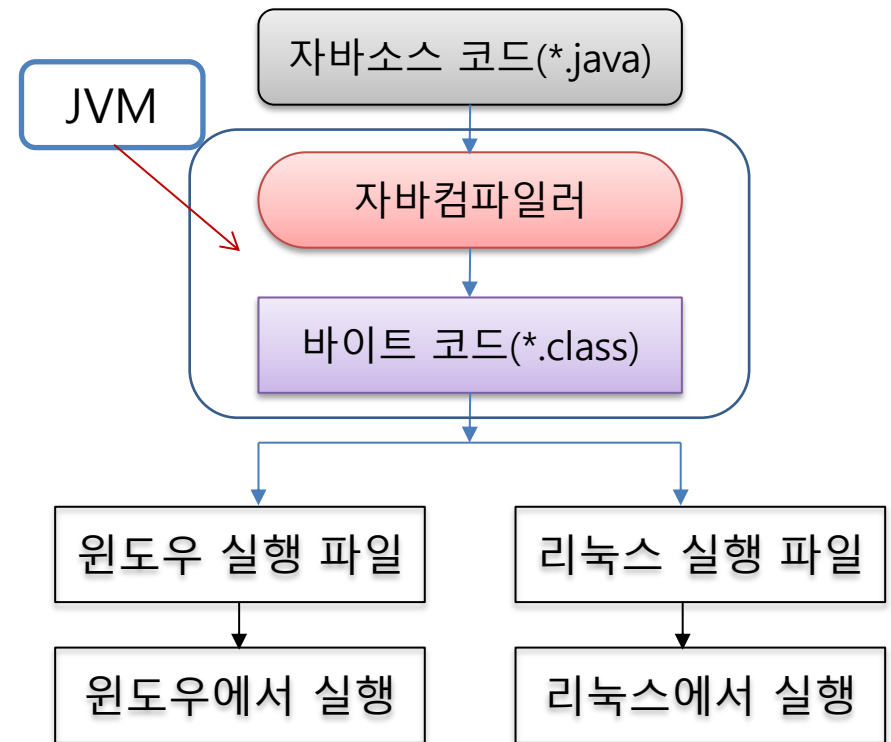 자바소스 코드(*.java)
JVM
자바컴파일러
바이트 코드(*.class)
윈도우 실행 파일
리눅스 실행 파일
윈도우에서 실행
리눅스에서 실행